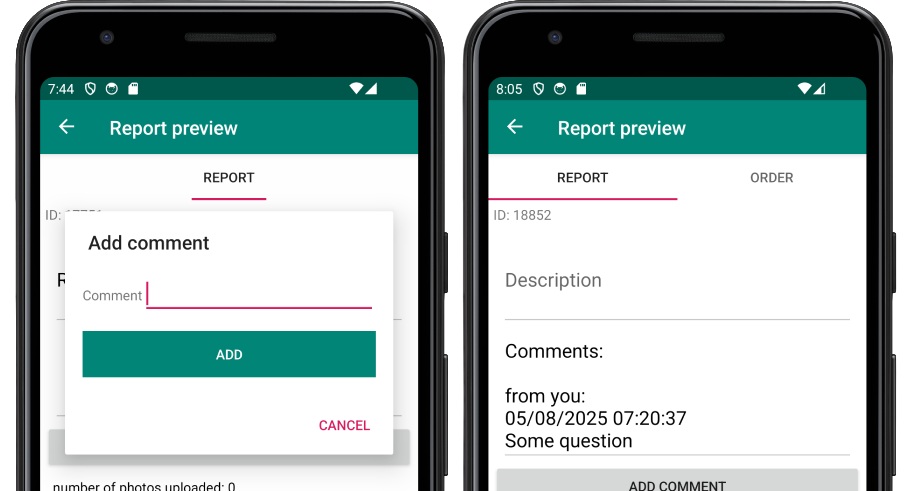 7:44
Report preview
REPORT
ID:
Add comment
Comment
ADD
CANCEL
number of photos uploaded: 0
8:05
Report preview
REPORT ORDER
ID: 18852
Description
Comments:
from you:
05/08/2025 07:20:37
Some question
ADD COMMENT